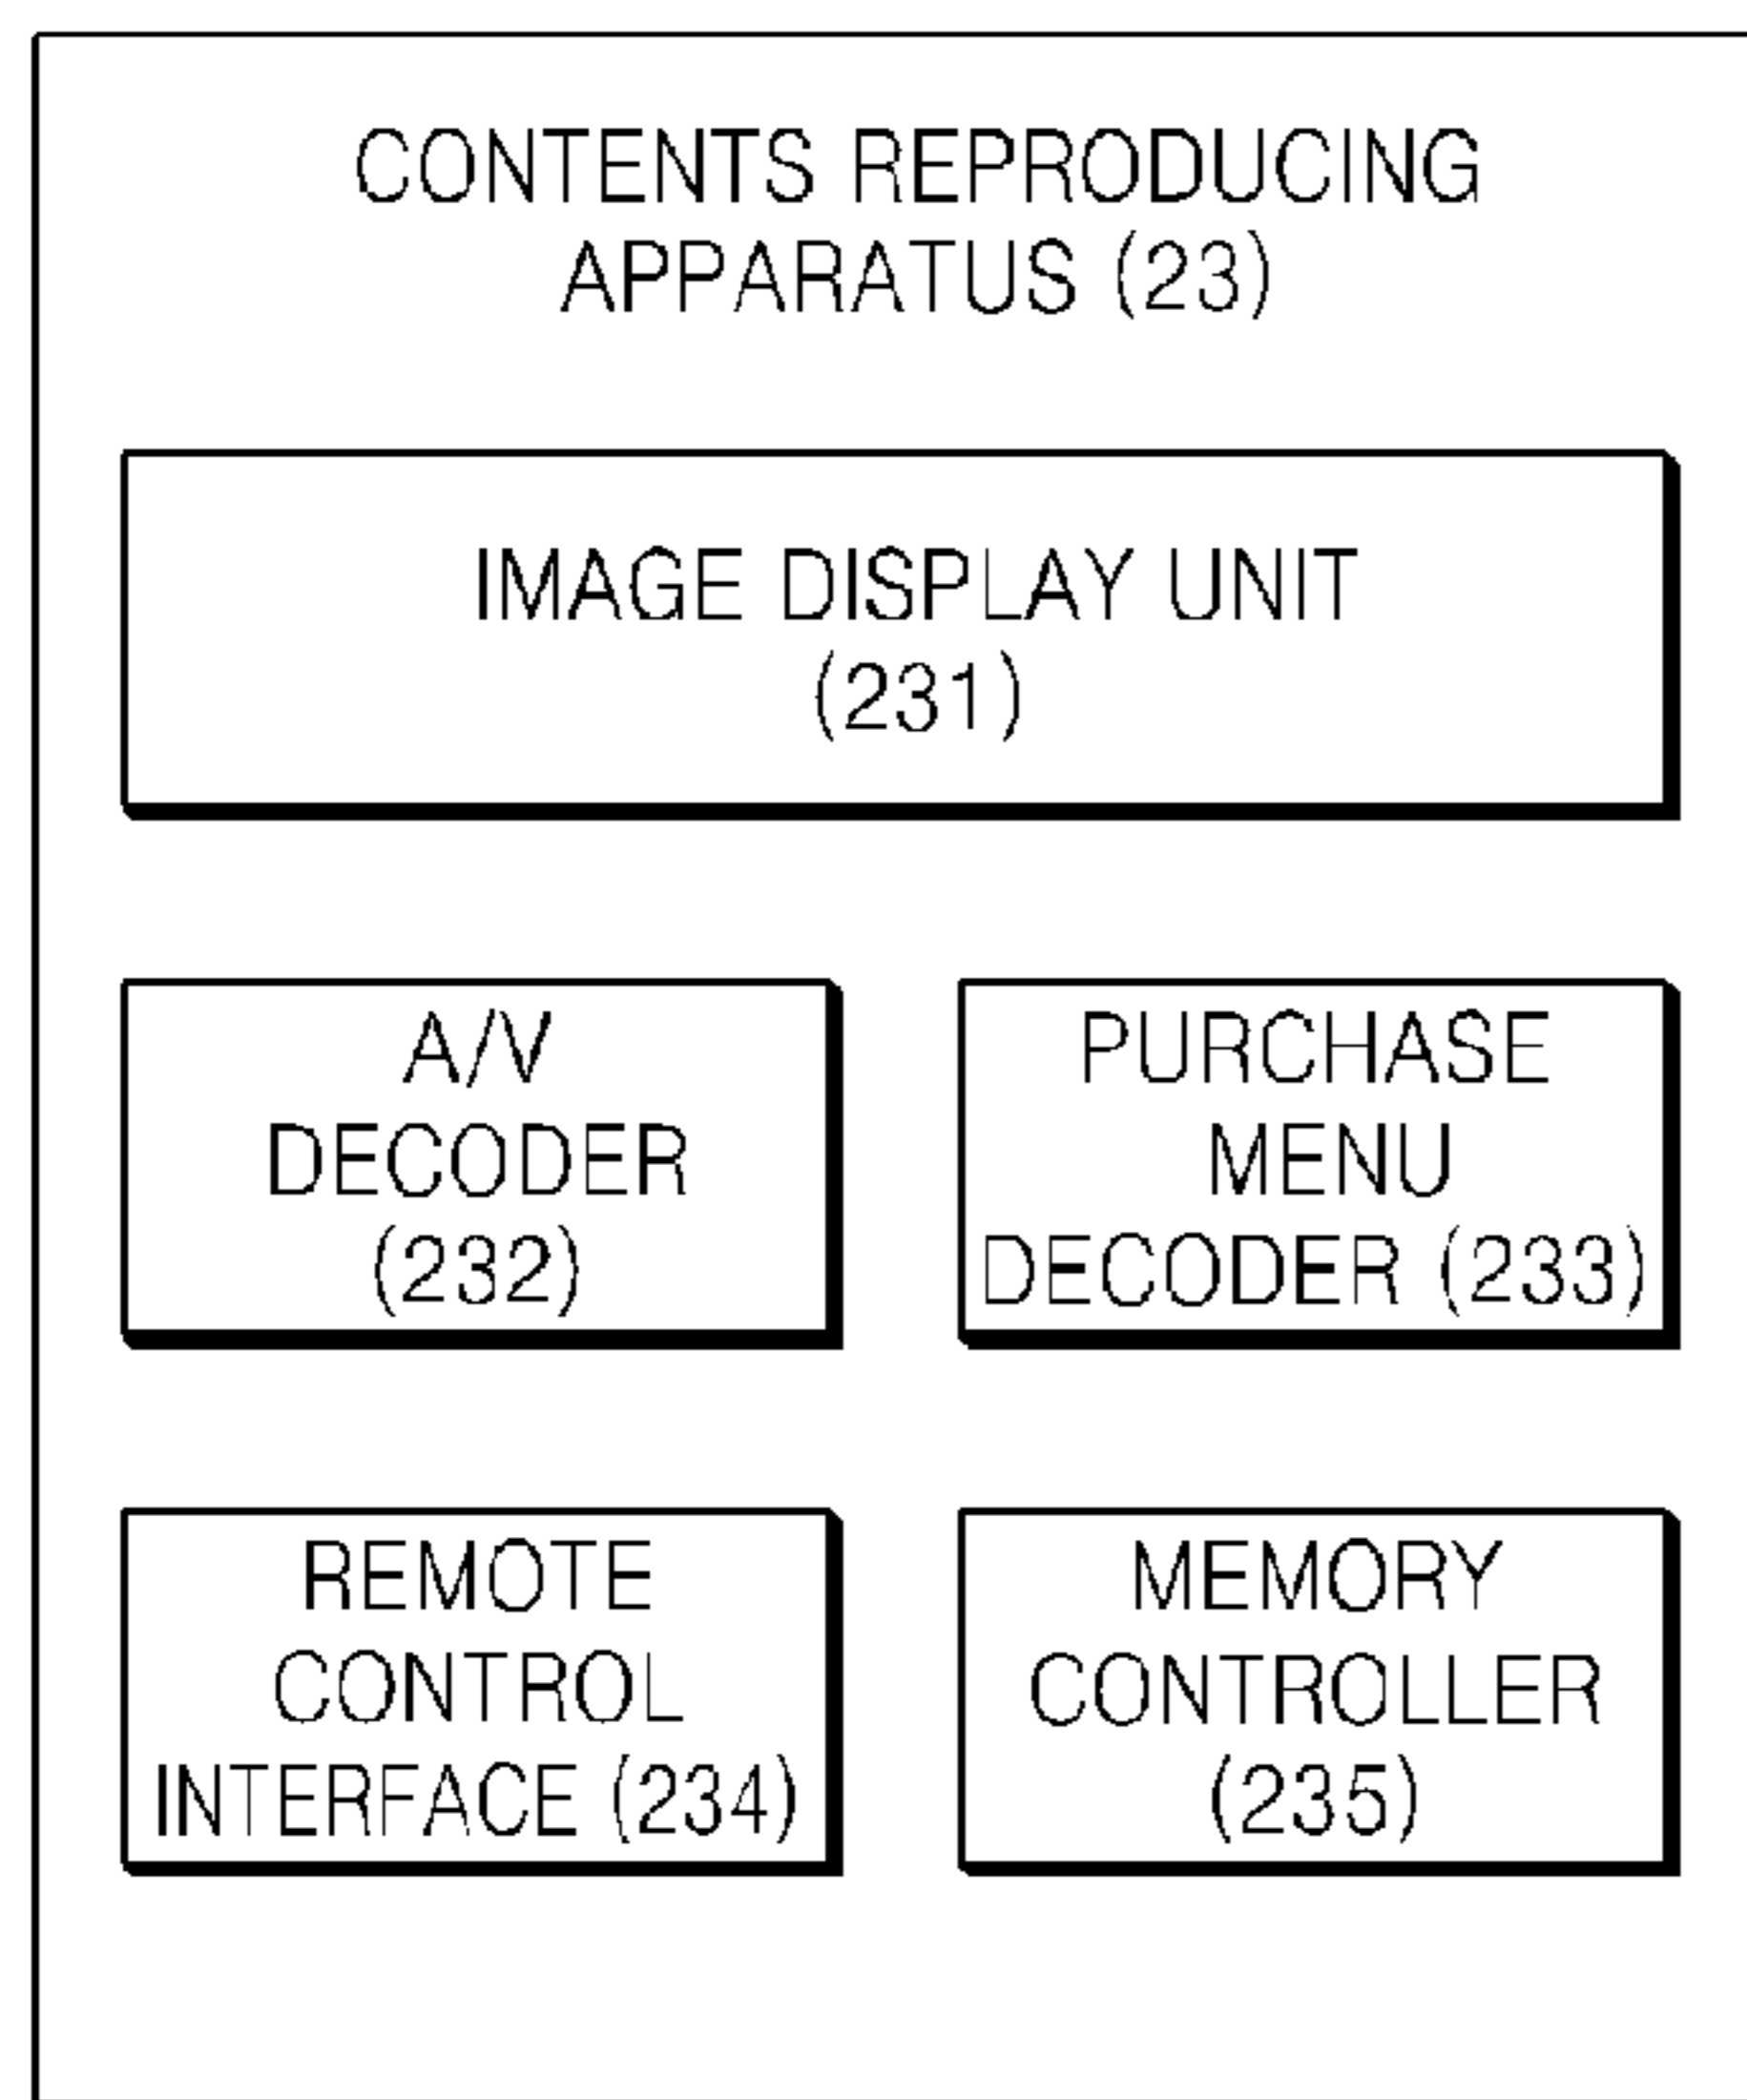 CONTENTS REPRODUCING
APPARATUS (23)
IMAGE DISPLAY UNIT
(231)
A/V
DECODER
(232)
PURCHASE
MENU
DECODER (233)
REMOTE
CONTROL
INTERFACE (234)
MEMORY
CONTROLLER
(235)